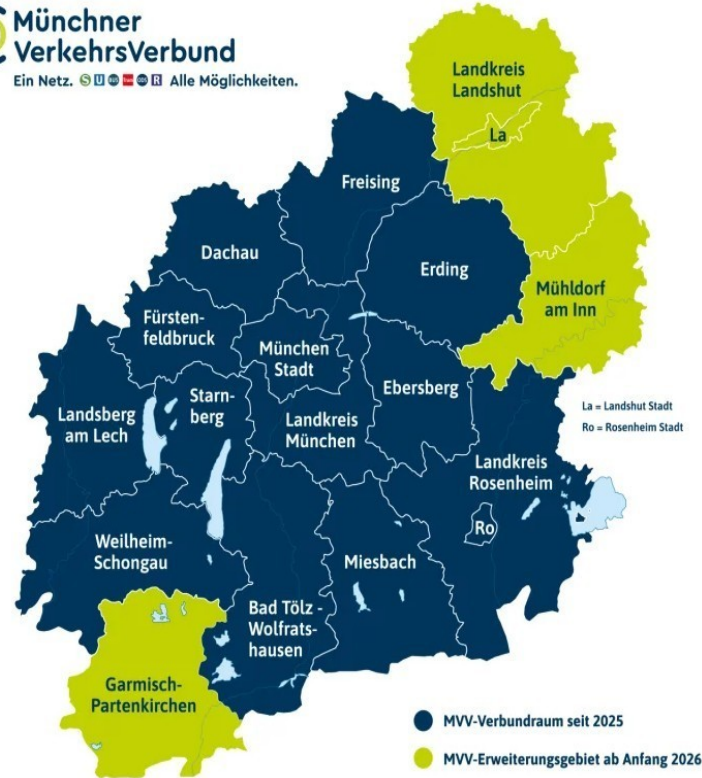 Münchner
VerkehrsVerbund
Ein Netz. S U BUS Tram R Alle Möglichkeiten.
Landkreis
Landshut
La
Freising
Dachau
Erding
Mühldorf
am Inn
Fürsten-
feldbruck
München
Stadt
Ebersberg
Landsberg
am Lech
Starn-
berg
Landkreis
München
La = Landshut Stadt
Ro = Rosenheim Stadt
Landkreis
Rosenheim
Ro
Weilheim-
Schongau
Miesbach
Bad Tölz -
Wolfrats-
hausen
Garmisch-
Partenkirchen
MVV-Verbundraum seit 2025
MVV-Erweiterungsgebiet ab Anfang 2026